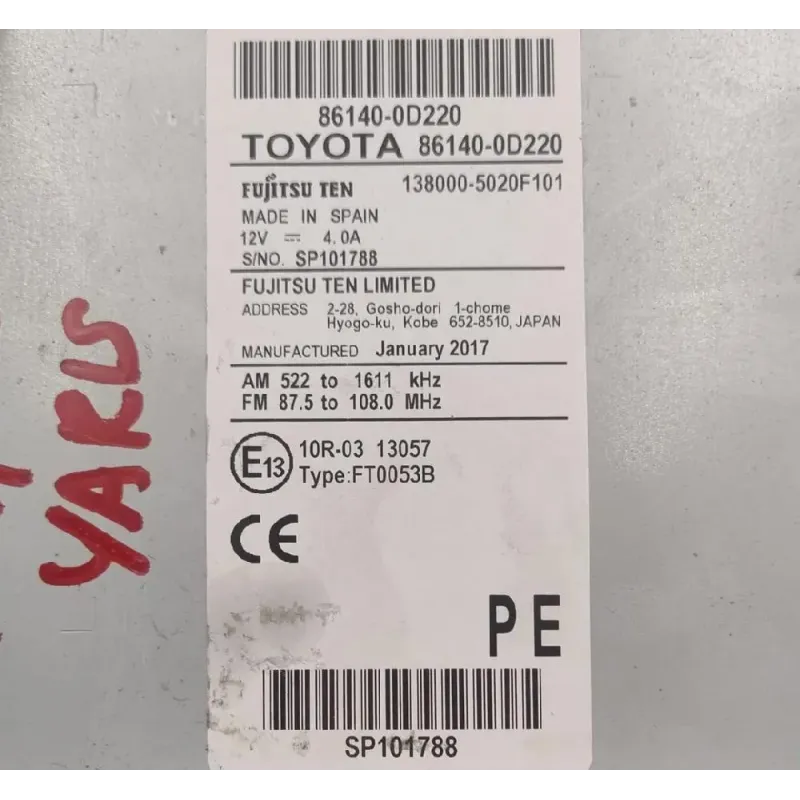 86140-0D220
TOYOTA 86140-0D220
FUJITSU TEN 138000-5020F101
MADE IN SPAIN
12V ⎓ 4.0A
S/NO. SP101788
FUJITSU TEN LIMITED
ADDRESS 2-28, Gosho-dori 1-chome
Hyogo-ku, Kobe 652-8510, JAPAN
MANUFACTURED January 2017
AM 522 to 1611 kHz
FM 87.5 to 108.0 MHz
E13 10R-03 13057
Type:FT0053B
CE
PE
SP101788
YARIS